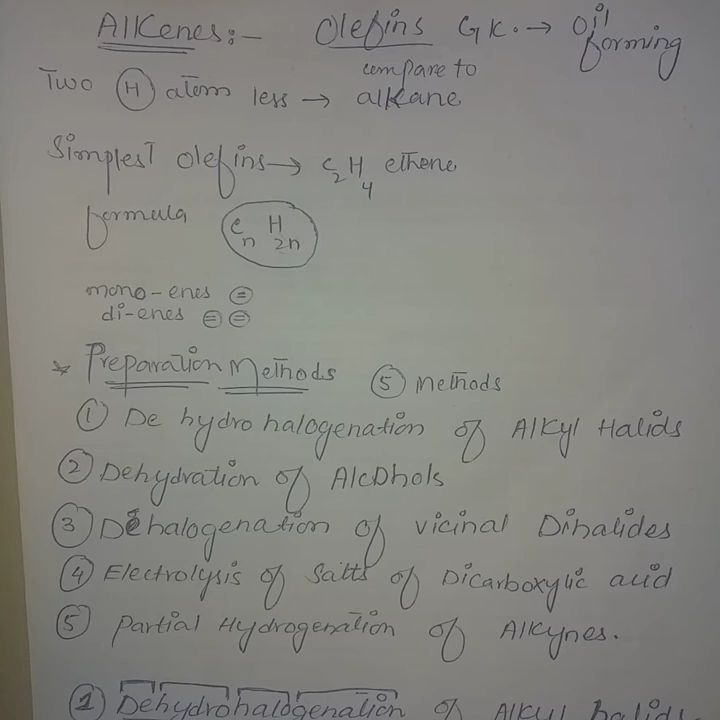 Alkenes:- Olefins Gk. → oil forming
Two H atom less → compare to alkane
Simplest olefins → C2H4 ethene
formula CnH2n
mono-enes =
di-enes = =
* Preparation Methods 5 Methods
1 De hydro halogenation of Alkyl Halids
2 Dehydration of Alcohols
3 Dehalogenation of vicinal Dihalides
4 Electrolysis of Salts of Dicarboxylic acid
5 Partial Hydrogenation of Alkynes.
1 Dehydrohalogenation of Alkyl halids